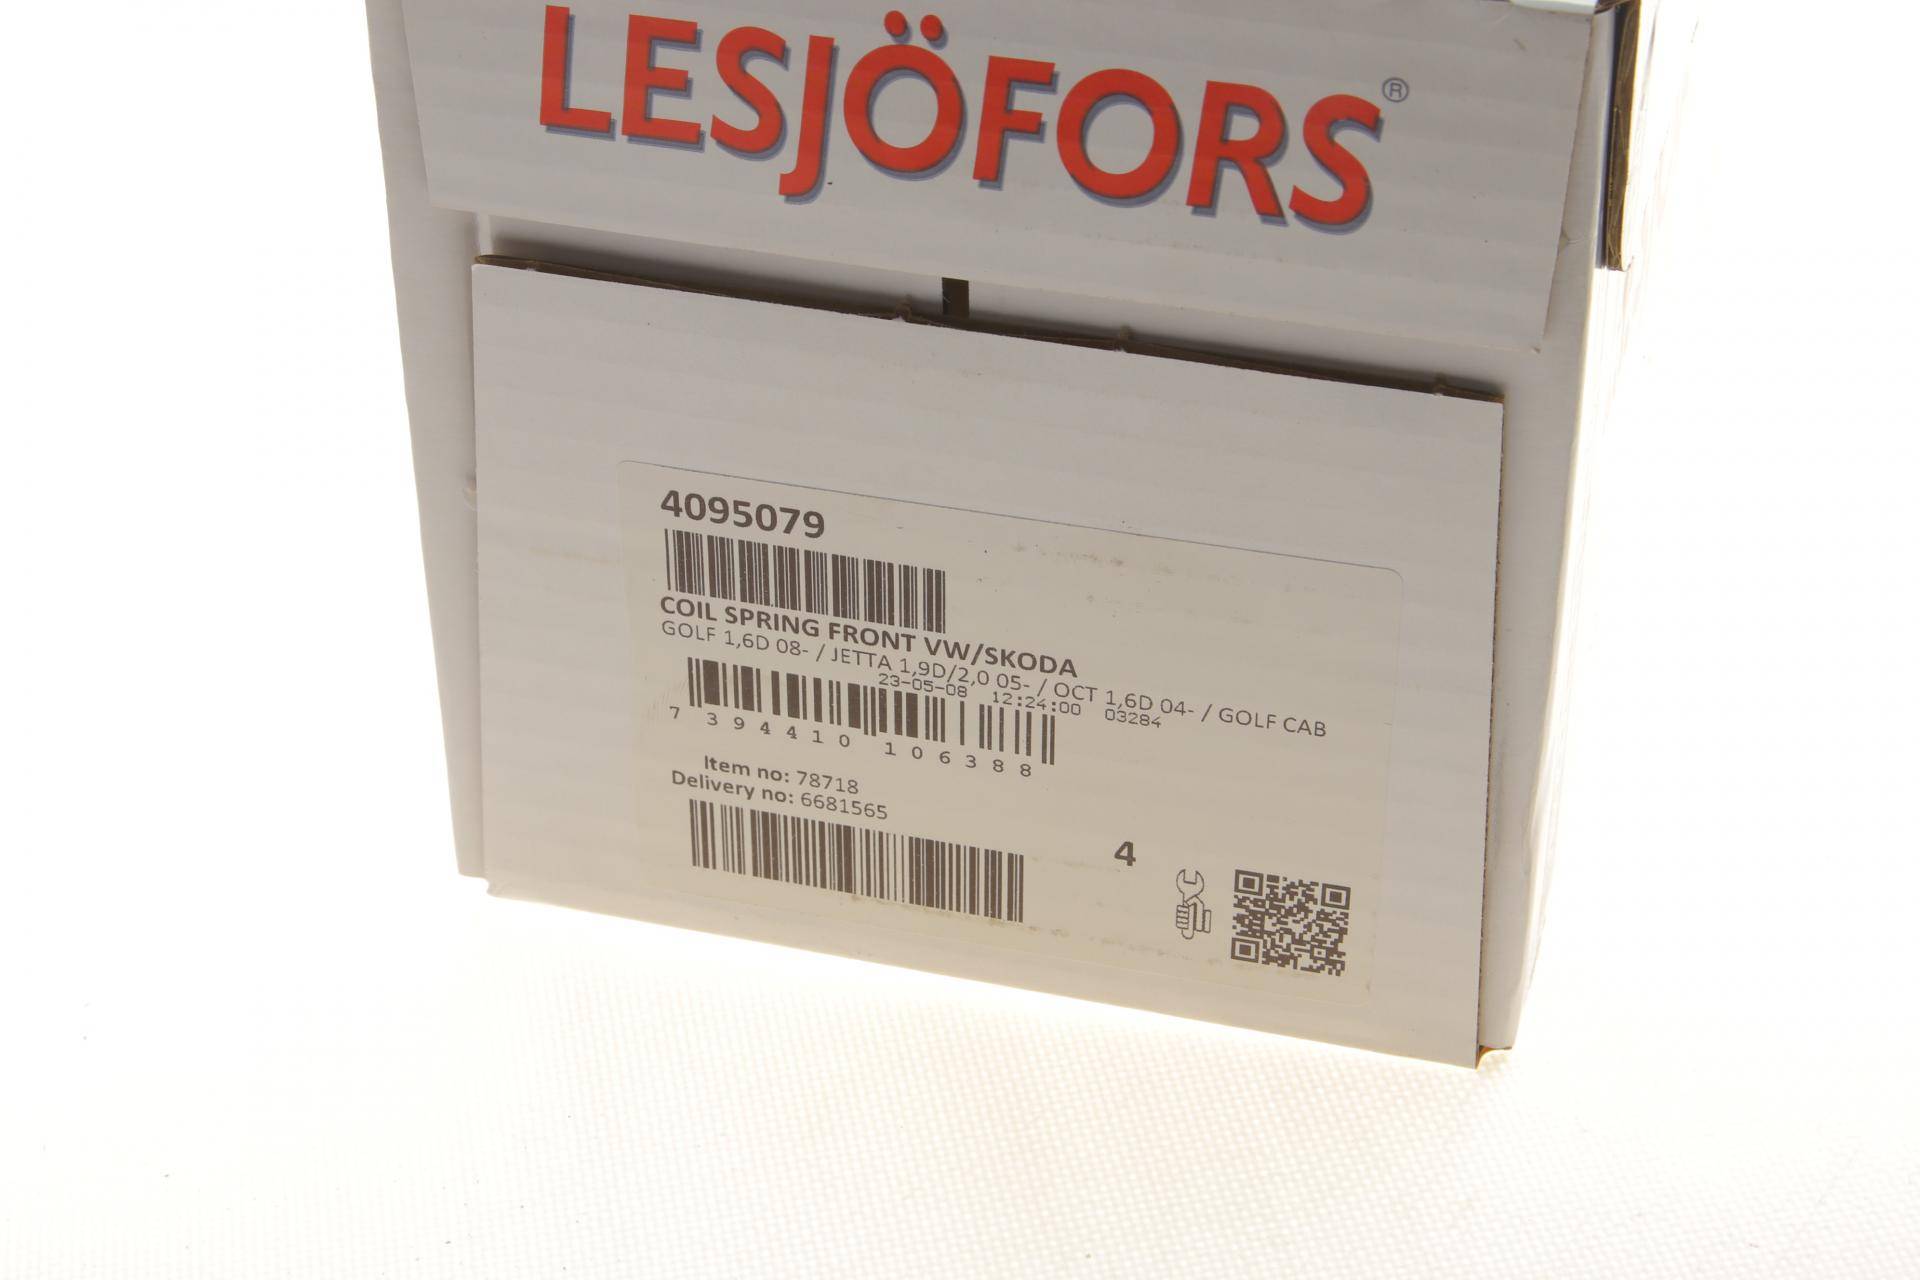 LESJÖFORS®
4095079
COIL SPRING FRONT VW/SKODA
GOLF 1,6D 08- / JETTA 1,9D/2,0 05- / OCT 1,6D 04- / GOLF CAB
23-05-08 12:24:00 03284
7 394410 106388
Item no: 78718
Delivery no: 6681565
4